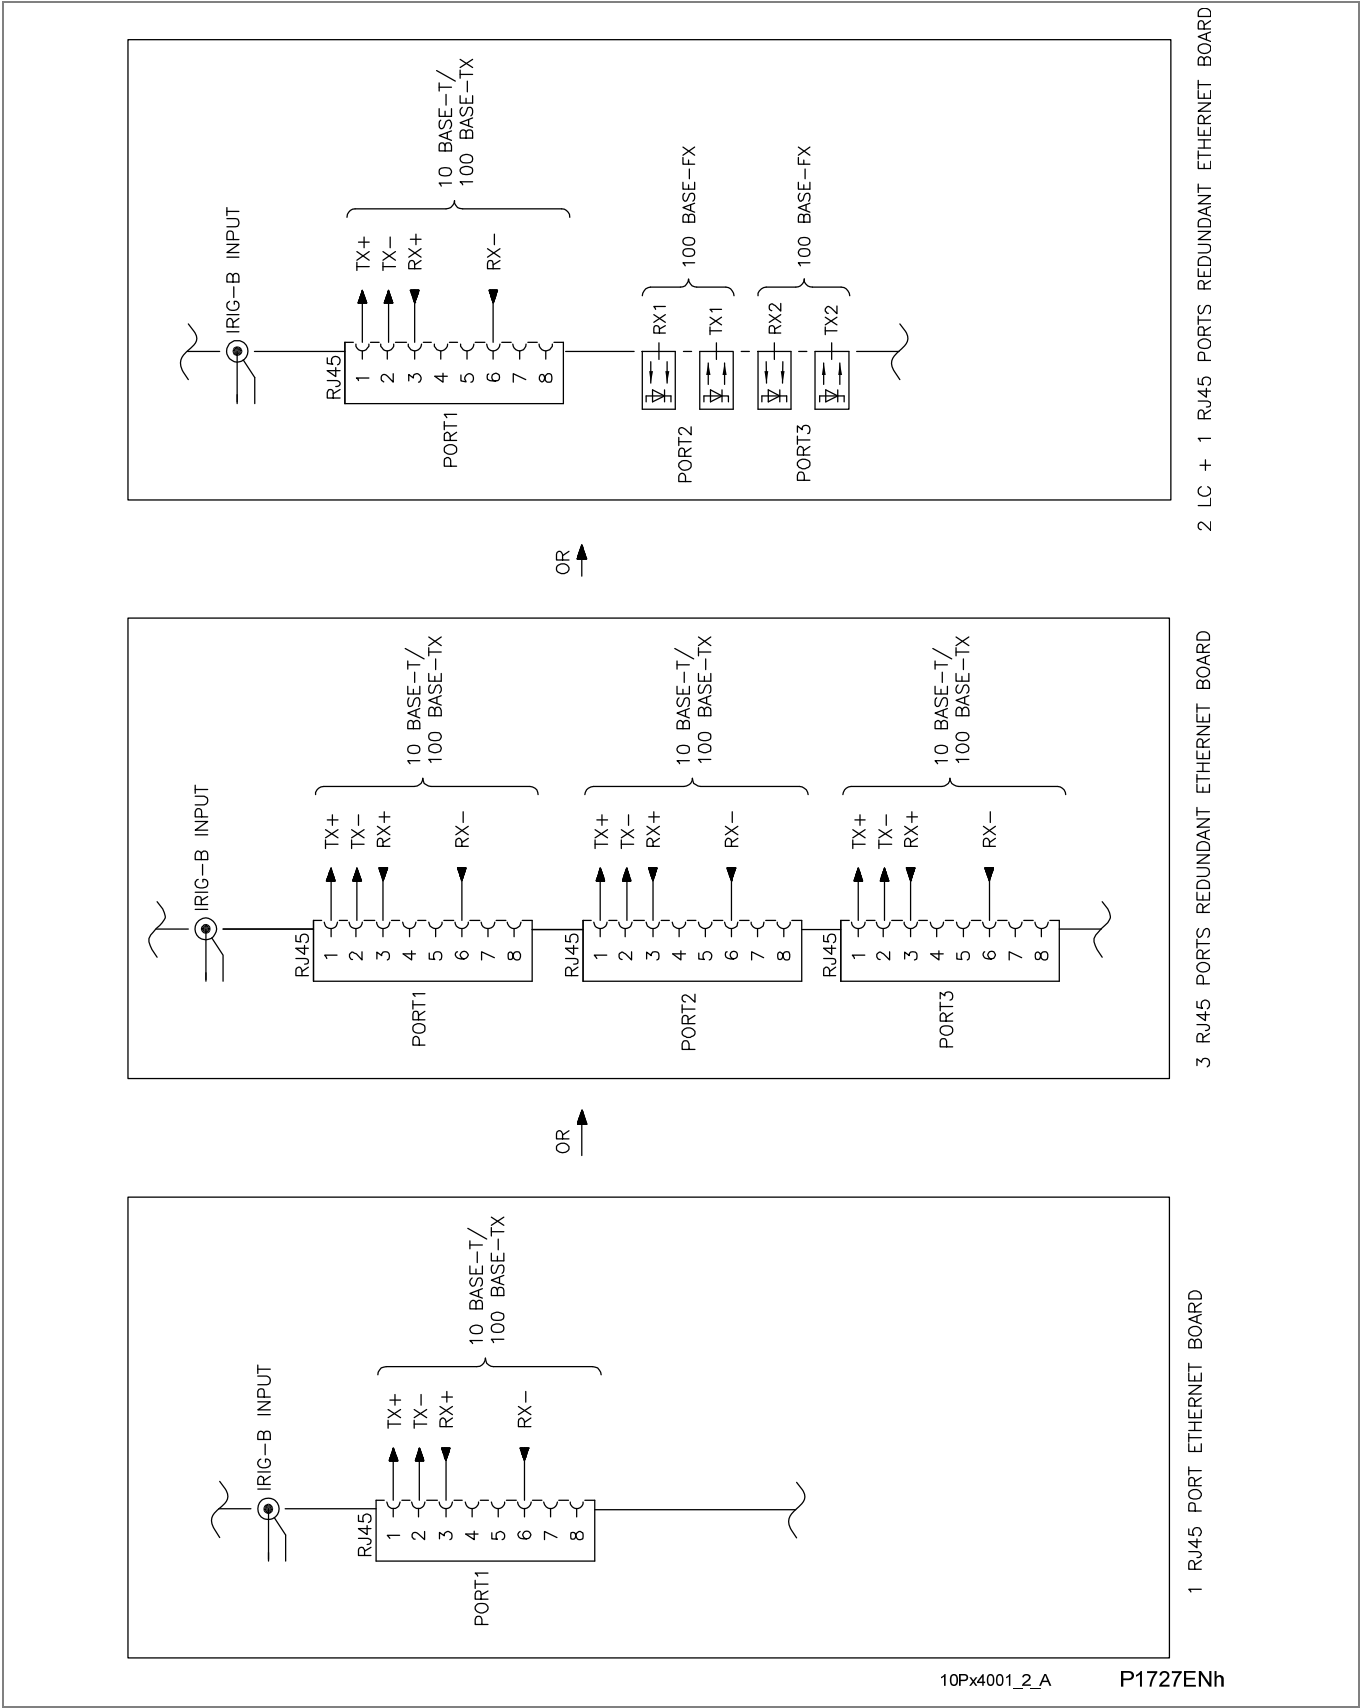 IRIG-B INPUT
RJ45
1
2
3
4
5
6
7
8
TX+
TX-
RX+
RX-
10 BASE-T/
100 BASE-TX
PORT1
1 RJ45 PORT ETHERNET BOARD
OR
IRIG-B INPUT
RJ45
1
2
3
4
5
6
7
8
TX+
TX-
RX+
RX-
10 BASE-T/
100 BASE-TX
PORT1
RJ45
1
2
3
4
5
6
7
8
TX+
TX-
RX+
RX-
10 BASE-T/
100 BASE-TX
PORT2
RJ45
1
2
3
4
5
6
7
8
TX+
TX-
RX+
RX-
10 BASE-T/
100 BASE-TX
PORT3
3 RJ45 PORTS REDUNDANT ETHERNET BOARD
OR
IRIG-B INPUT
RJ45
1
2
3
4
5
6
7
8
TX+
TX-
RX+
RX-
10 BASE-T/
100 BASE-TX
PORT1
RX1
TX1
100 BASE-FX
PORT2
RX2
TX2
100 BASE-FX
PORT3
2 LC + 1 RJ45 PORTS REDUNDANT ETHERNET BOARD
10Px4001_2_A
P1727ENh